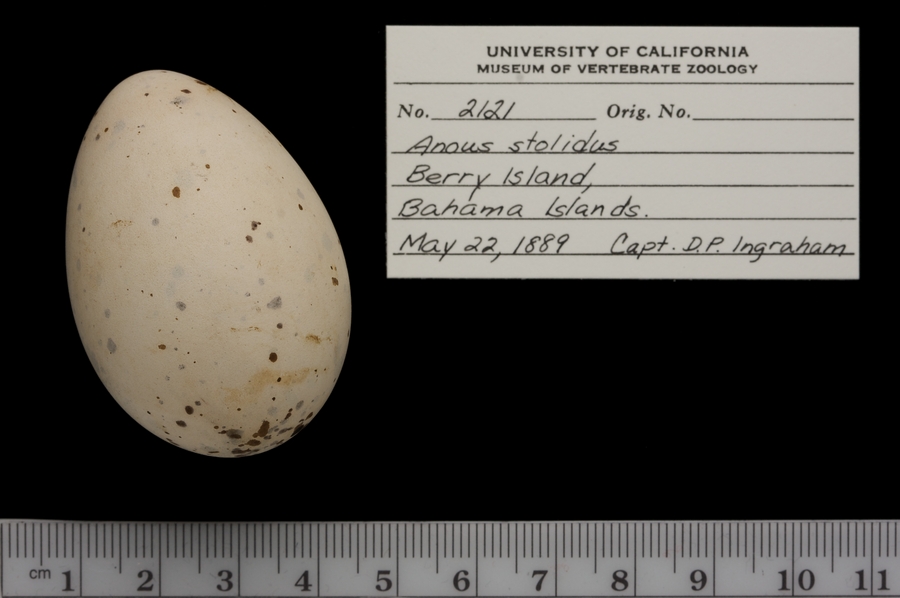 UNIVERSITY OF CALIFORNIA
MUSEUM OF VERTEBRATE ZOOLOGY
No. 2121 Orig. No.
Anous stolidus
Berry Island,
Bahama Islands.
May 22, 1889 Capt. D.P. Ingraham
cm 1 2 3 4 5 6 7 8 9 10 11